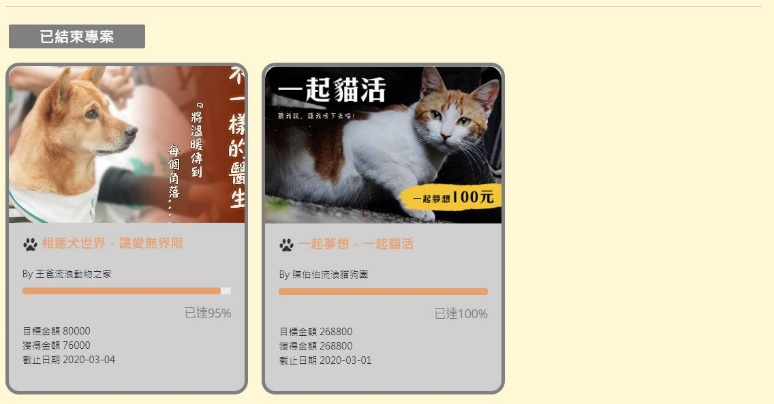 已結束專案
不一樣的醫生
『將溫暖傳到
每個角落....
相癒犬世界，讓愛無界限
By 王爸流浪動物之家
已達95%
目標金額 80000
獲得金額 76000
截止日期 2020-03-04
一起貓活
一起夢想100元
一起夢想－一起貓活
By 陳伯伯流浪貓狗園
已達100%
目標金額 268800
獲得金額 268800
截止日期 2020-03-01